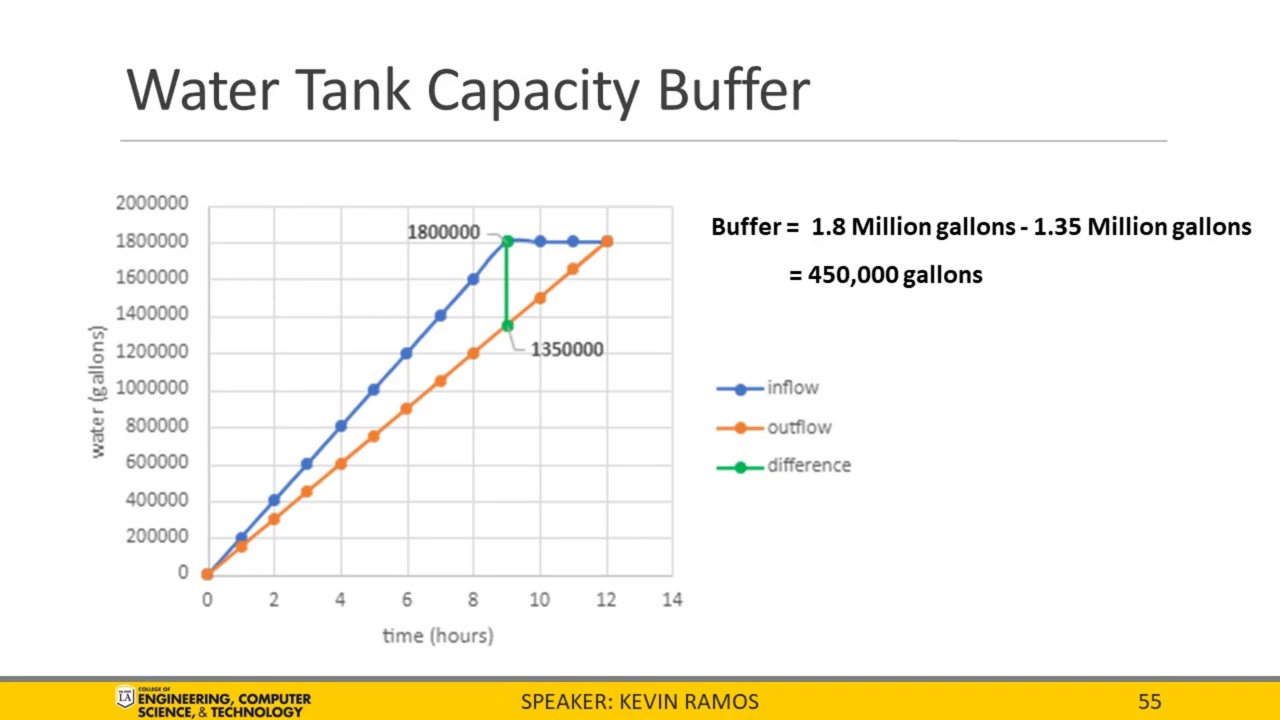 Water Tank Capacity Buffer
2000000
1800000
1600000
1400000
1200000
1000000
800000
600000
400000
200000
0
water (gallons)
1800000
1350000
0 2 4 6 8 10 12 14
time (hours)
Buffer = 1.8 Million gallons - 1.35 Million gallons
= 450,000 gallons
inflow
outflow
difference
LA
COLLEGE OF
ENGINEERING, COMPUTER
SCIENCE, & TECHNOLOGY
SPEAKER: KEVIN RAMOS
55